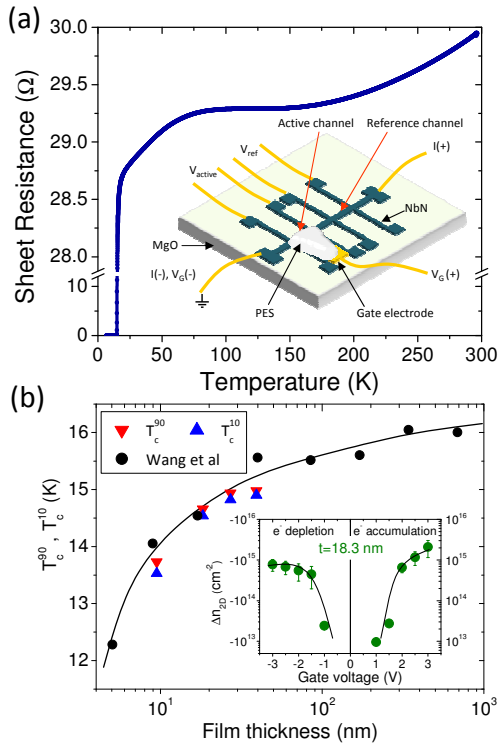 (a)
30.0
29.5
29.0
28.5
28.0
10
0
Sheet Resistance (Ω)
0 50 100 150 200 250 300
Temperature (K)
Active channel
Reference channel
V_ref
I(+)
V_active
NbN
MgO
I(-), V_G(-)
V_G(+)
PES
Gate electrode
(b)
T_c^90 T_c^10
Wang et al
16
15
14
13
12
T_c^90, T_c^10 (K)
10^1 10^2 10^3
Film thickness (nm)
e^- depletion e^- accumulation
t=18.3 nm
-10^16 10^16
-10^15 10^15
-10^14 10^14
-10^13 10^13
Δn_2D (cm^-2)
-3 -2 -1 0 1 2 3
Gate voltage (V)